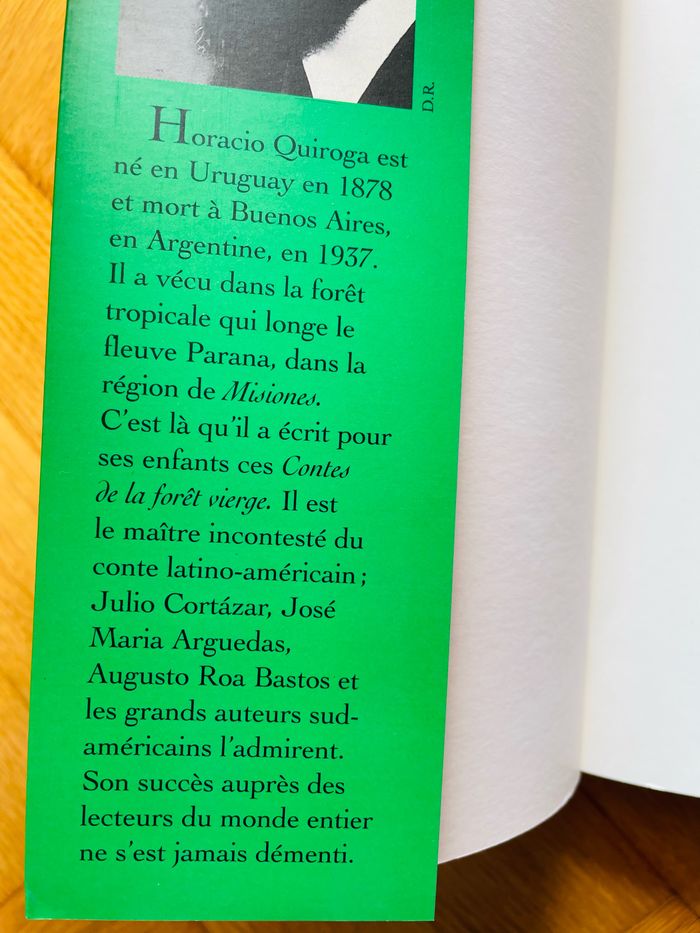 D.R.
Horacio Quiroga est
né en Uruguay en 1878
et mort à Buenos Aires,
en Argentine, en 1937.
Il a vécu dans la forêt
tropicale qui longe le
fleuve Parana, dans la
région de Misiones.
C'est là qu'il a écrit pour
ses enfants ces Contes
de la forêt vierge. Il est
le maître incontesté du
conte latino-américain ;
Julio Cortázar, José
Maria Arguedas,
Augusto Roa Bastos et
les grands auteurs sud-
américains l'admirent.
Son succès auprès des
lecteurs du monde entier
ne s'est jamais démenti.